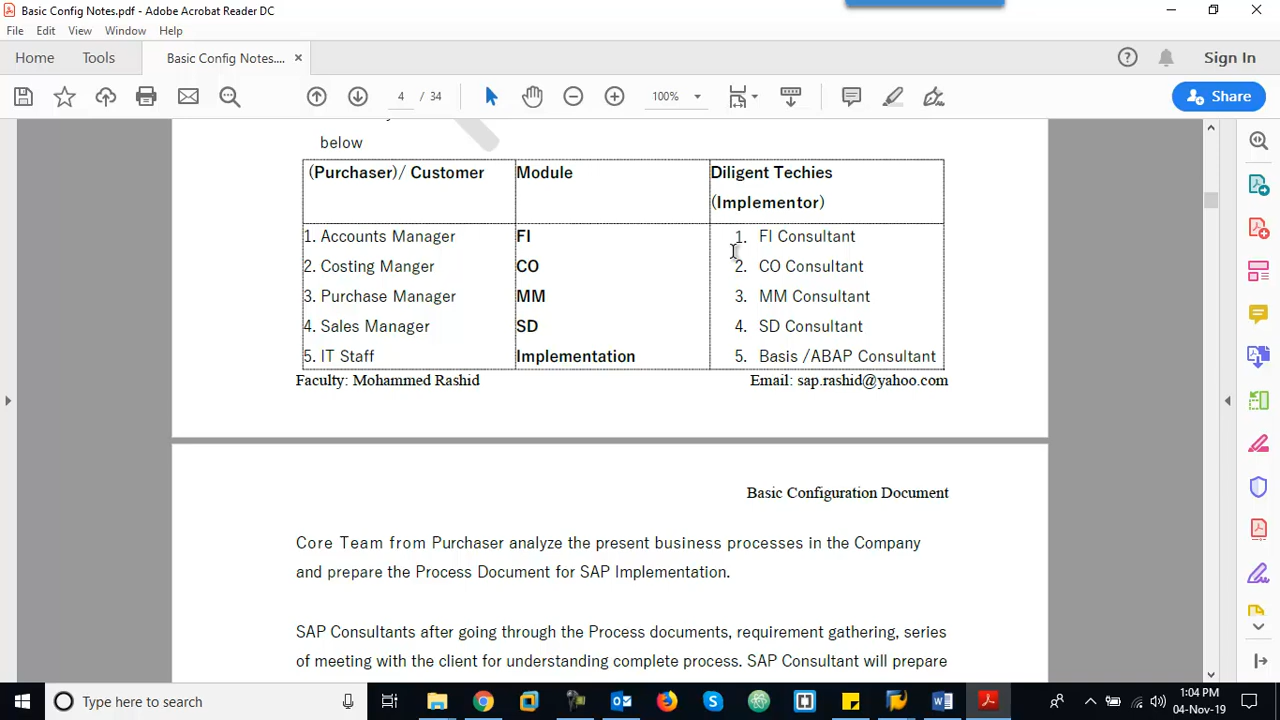 Basic Config Notes.pdf - Adobe Acrobat Reader DC
File Edit View Window Help
Home Tools Basic Config Notes.... × Sign In
4 / 34 100% Share
below
(Purchaser)/ Customer Module Diligent Techies
(Implementor)
1. Accounts Manager FI 1. FI Consultant
2. Costing Manger CO 2. CO Consultant
3. Purchase Manager MM 3. MM Consultant
4. Sales Manager SD 4. SD Consultant
5. IT Staff Implementation 5. Basis /ABAP Consultant
Faculty: Mohammed Rashid Email: sap.rashid@yahoo.com
Basic Configuration Document
Core Team from Purchaser analyze the present business processes in the Company
and prepare the Process Document for SAP Implementation.
SAP Consultants after going through the Process documents, requirement gathering, series
of meeting with the client for understanding complete process. SAP Consultant will prepare
Type here to search 1:04 PM
04-Nov-19